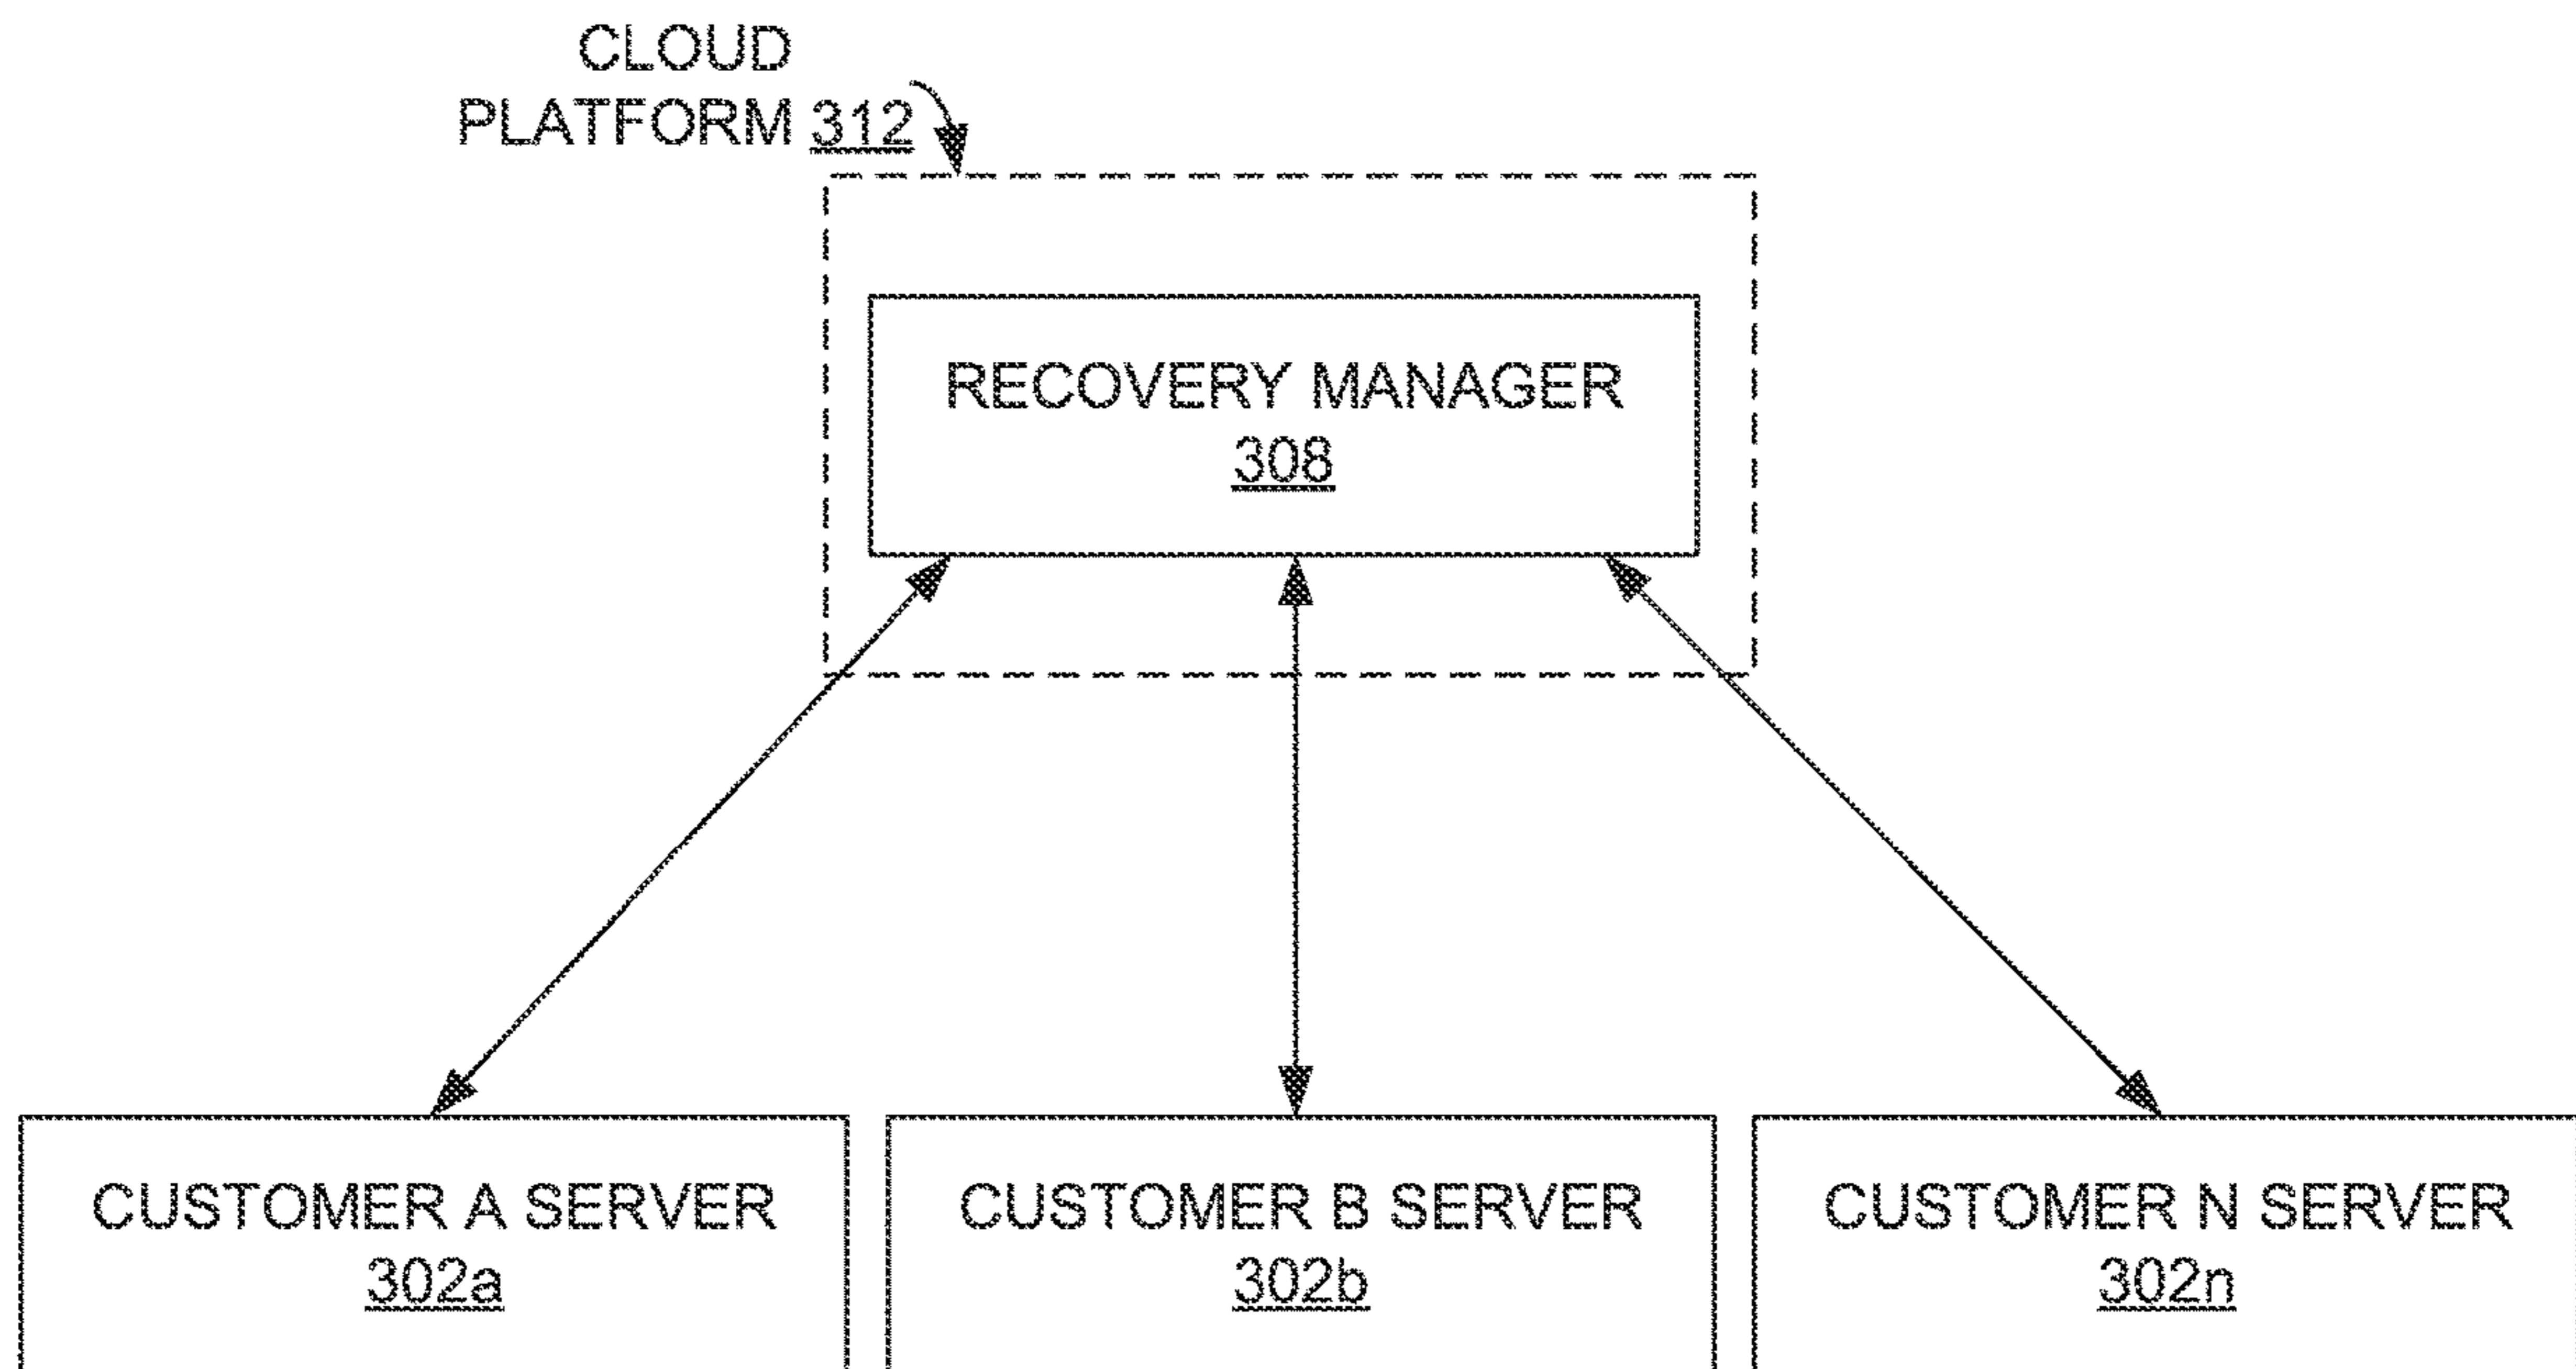 CLOUD
PLATFORM 312
RECOVERY MANAGER
308
CUSTOMER A SERVER
302a
CUSTOMER B SERVER
302b
CUSTOMER N SERVER
302n